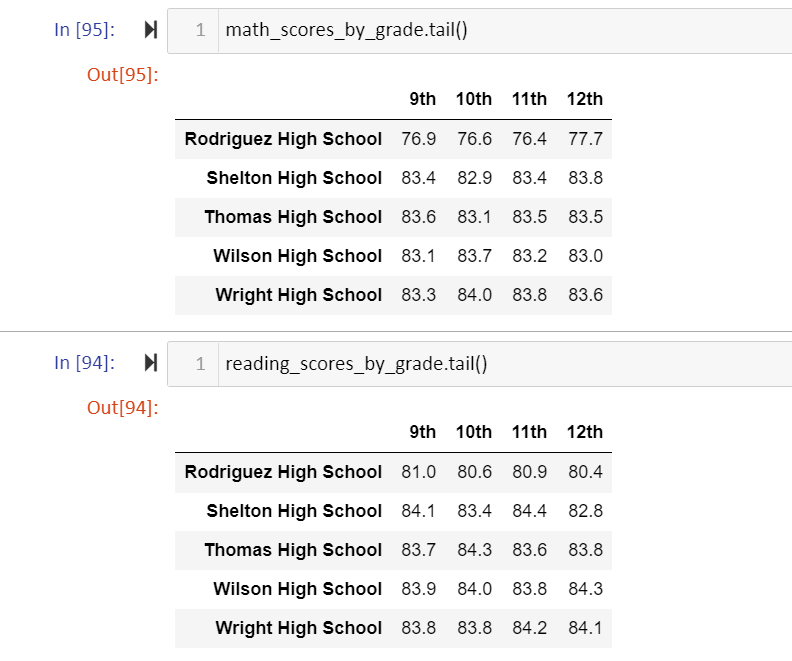 In [95]: 1 math_scores_by_grade.tail()
Out[95]:
9th 10th 11th 12th
Rodriguez High School 76.9 76.6 76.4 77.7
Shelton High School 83.4 82.9 83.4 83.8
Thomas High School 83.6 83.1 83.5 83.5
Wilson High School 83.1 83.7 83.2 83.0
Wright High School 83.3 84.0 83.8 83.6
In [94]: 1 reading_scores_by_grade.tail()
Out[94]:
9th 10th 11th 12th
Rodriguez High School 81.0 80.6 80.9 80.4
Shelton High School 84.1 83.4 84.4 82.8
Thomas High School 83.7 84.3 83.6 83.8
Wilson High School 83.9 84.0 83.8 84.3
Wright High School 83.8 83.8 84.2 84.1